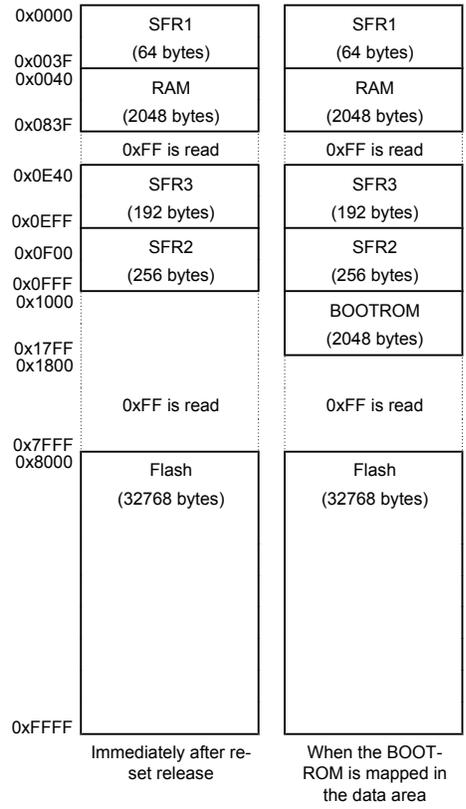 0x0000
SFR1
(64 bytes)
SFR1
(64 bytes)
0x003F
0x0040
RAM
(2048 bytes)
RAM
(2048 bytes)
0x083F
0xFF is read
0xFF is read
0x0E40
SFR3
(192 bytes)
SFR3
(192 bytes)
0x0EFF
0x0F00
SFR2
(256 bytes)
SFR2
(256 bytes)
0x0FFF
0x1000
BOOTROM
(2048 bytes)
0x17FF
0x1800
0xFF is read
0xFF is read
0x7FFF
0x8000
Flash
(32768 bytes)
Flash
(32768 bytes)
0xFFFF
Immediately after re-
set release
When the BOOT-
ROM is mapped in
the data area